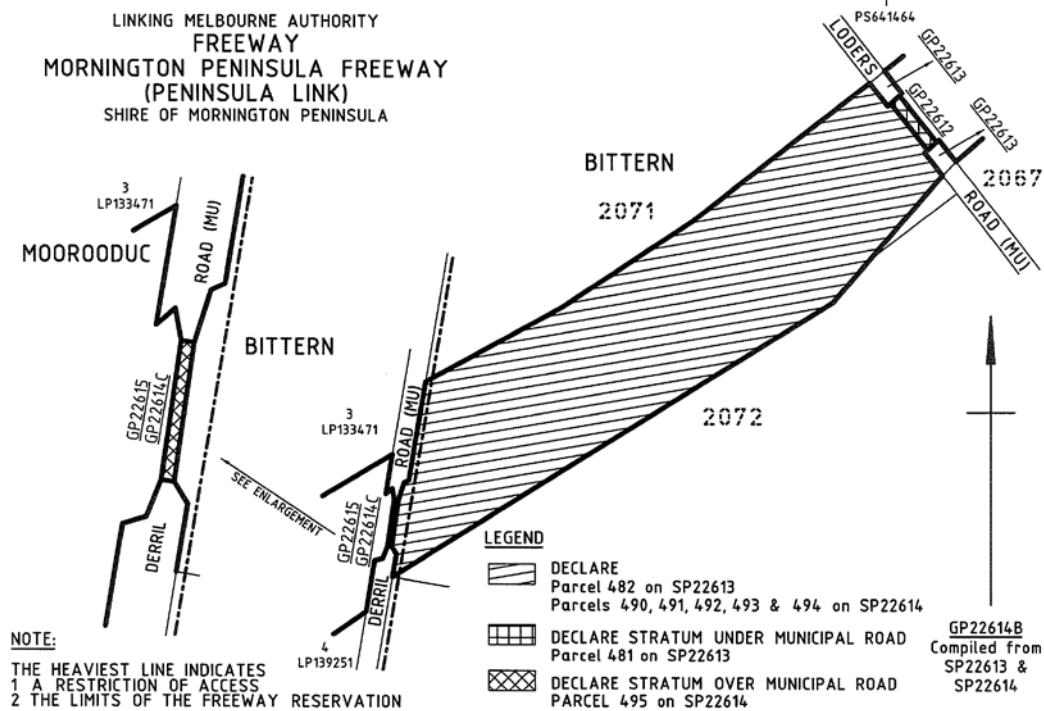 LINKING MELBOURNE AUTHORITY
FREEWAY
MORNINGTON PENINSULA FREEWAY
(PENINSULA LINK)
SHIRE OF MORNINGTON PENINSULA
PS641464
LODERS
GP22613
GP22612
GP22613
2067
ROAD (MU)
BITTERN
2071
2072
3
LP133471
MOOROODUC
ROAD (MU)
BITTERN
GP22615
GP22614C
DERRIL
SEE ENLARGEMENT
3
LP133471
ROAD (MU)
GP22615
GP22614C
DERRIL
4
LP139251
LEGEND
DECLARE
Parcel 482 on SP22613
Parcels 490, 491, 492, 493 & 494 on SP22614
DECLARE STRATUM UNDER MUNICIPAL ROAD
Parcel 481 on SP22613
DECLARE STRATUM OVER MUNICIPAL ROAD
PARCEL 495 on SP22614
GP22614B
Compiled from
SP22613 &
SP22614
NOTE:
THE HEAVIEST LINE INDICATES
1 A RESTRICTION OF ACCESS
2 THE LIMITS OF THE FREEWAY RESERVATION